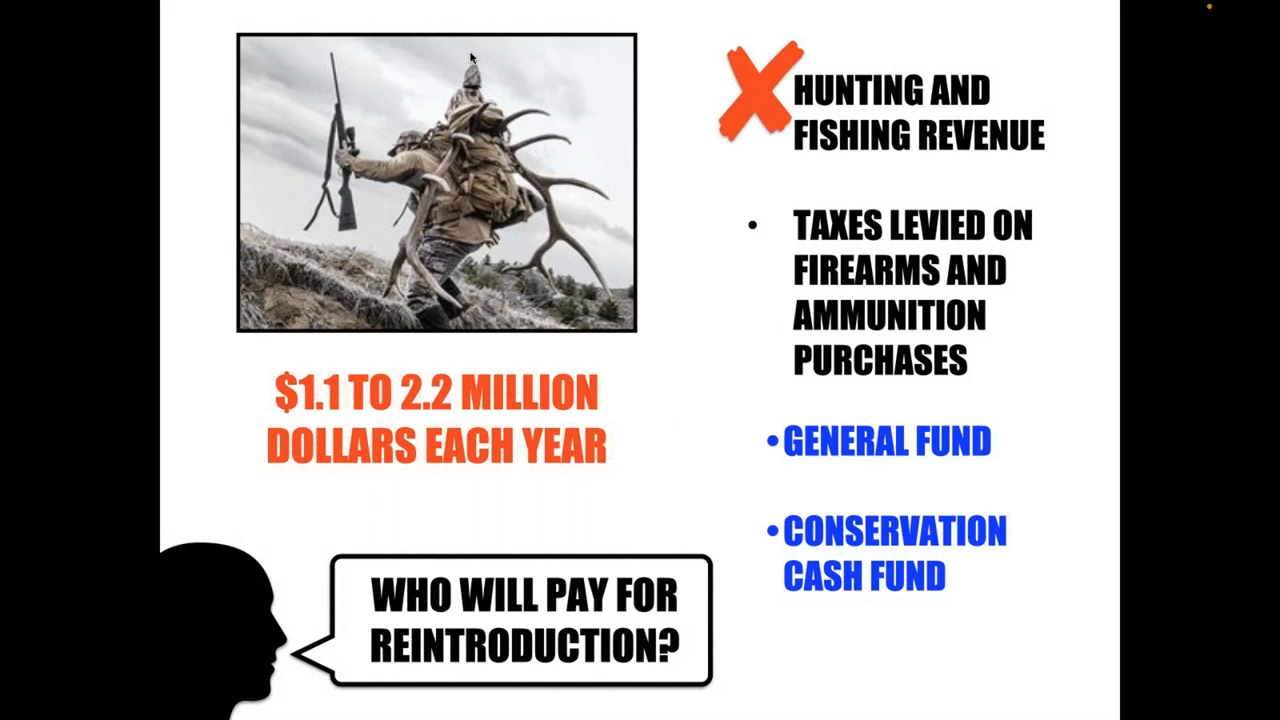 HUNTING AND
FISHING REVENUE
• TAXES LEVIED ON
FIREARMS AND
AMMUNITION
PURCHASES
$1.1 TO 2.2 MILLION
DOLLARS EACH YEAR
•GENERAL FUND
•CONSERVATION
CASH FUND
WHO WILL PAY FOR
REINTRODUCTION?